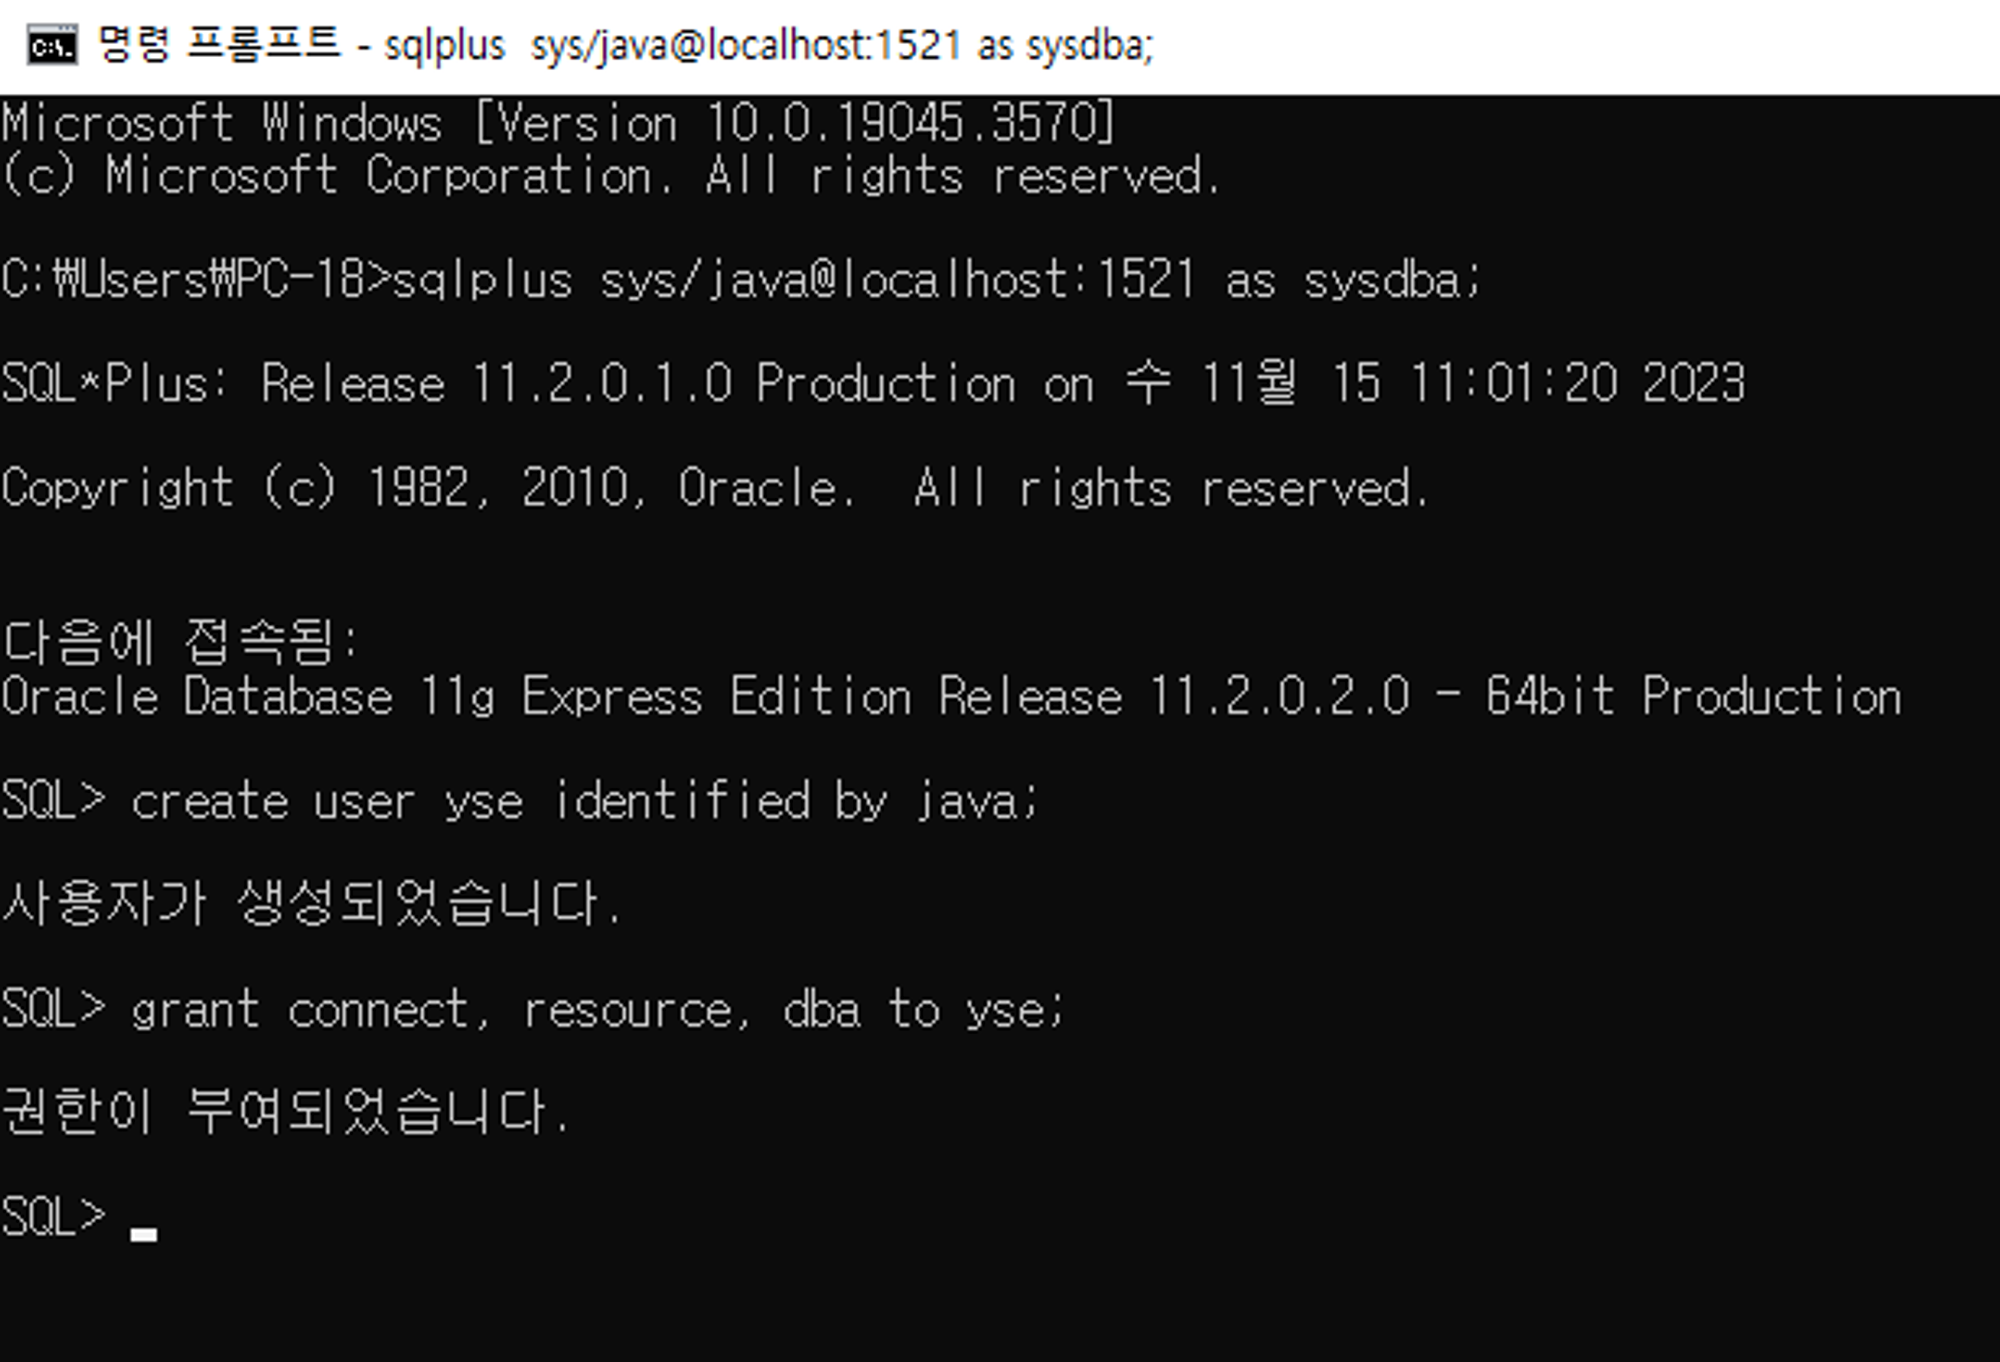 명령 프롬프트 - sqlplus  sys/java@localhost:1521 as sysdba;
Microsoft Windows [Version 10.0.19045.3570]
(c) Microsoft Corporation. All rights reserved.
C:₩Users₩PC-18>sqlplus sys/java@localhost:1521 as sysdba;
SQL*Plus: Release 11.2.0.1.0 Production on 수 11월 15 11:01:20 2023
Copyright (c) 1982, 2010, Oracle.  All rights reserved.
다음에 접속됨:
Oracle Database 11g Express Edition Release 11.2.0.2.0 - 64bit Production
SQL> create user yse identified by java;
사용자가 생성되었습니다.
SQL> grant connect, resource, dba to yse;
권한이 부여되었습니다.
SQL>